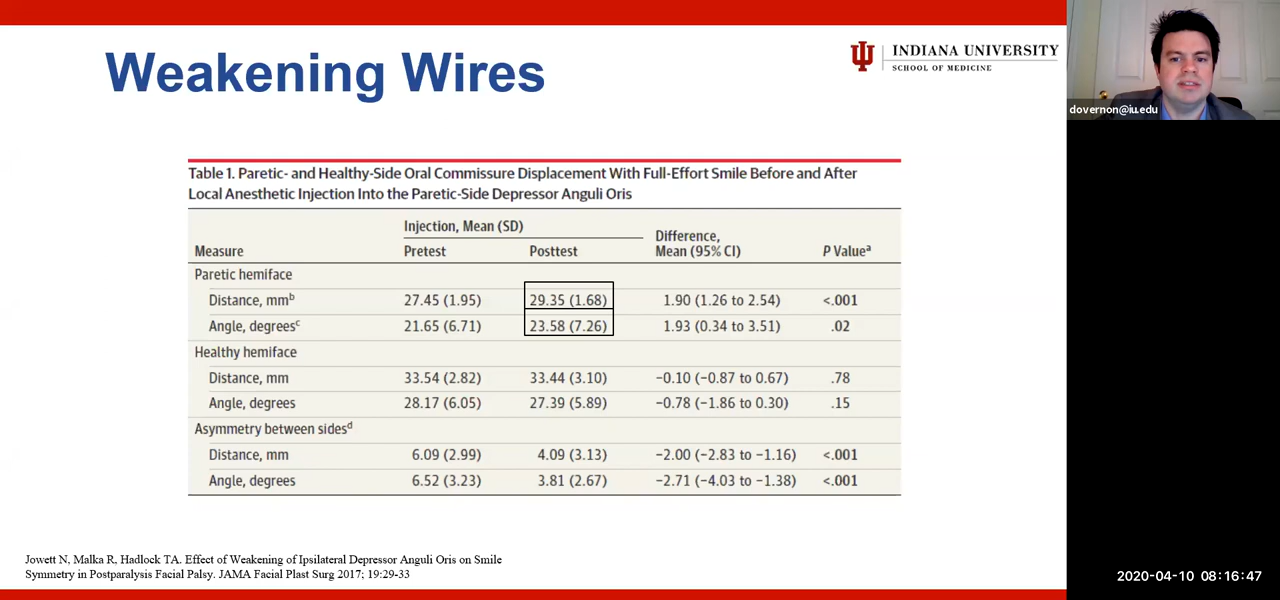 Weakening Wires
INDIANA UNIVERSITY
SCHOOL OF MEDICINE
dovernon@iu.edu
Table 1. Paretic- and Healthy-Side Oral Commissure Displacement With Full-Effort Smile Before and After
Local Anesthetic Injection Into the Paretic-Side Depressor Anguli Oris
Injection, Mean (SD)
Measure Pretest Posttest Difference, Mean (95% CI) P Valueᵃ
Paretic hemiface
Distance, mmᵇ 27.45 (1.95) 29.35 (1.68) 1.90 (1.26 to 2.54) <.001
Angle, degreesᶜ 21.65 (6.71) 23.58 (7.26) 1.93 (0.34 to 3.51) .02
Healthy hemiface
Distance, mm 33.54 (2.82) 33.44 (3.10) −0.10 (−0.87 to 0.67) .78
Angle, degrees 28.17 (6.05) 27.39 (5.89) −0.78 (−1.86 to 0.30) .15
Asymmetry between sidesᵈ
Distance, mm 6.09 (2.99) 4.09 (3.13) −2.00 (−2.83 to −1.16) <.001
Angle, degrees 6.52 (3.23) 3.81 (2.67) −2.71 (−4.03 to −1.38) <.001
Jowett N, Malka R, Hadlock TA. Effect of Weakening of Ipsilateral Depressor Anguli Oris on Smile
Symmetry in Postparalysis Facial Palsy. JAMA Facial Plast Surg 2017; 19:29-33
2020-04-10 08:16:47